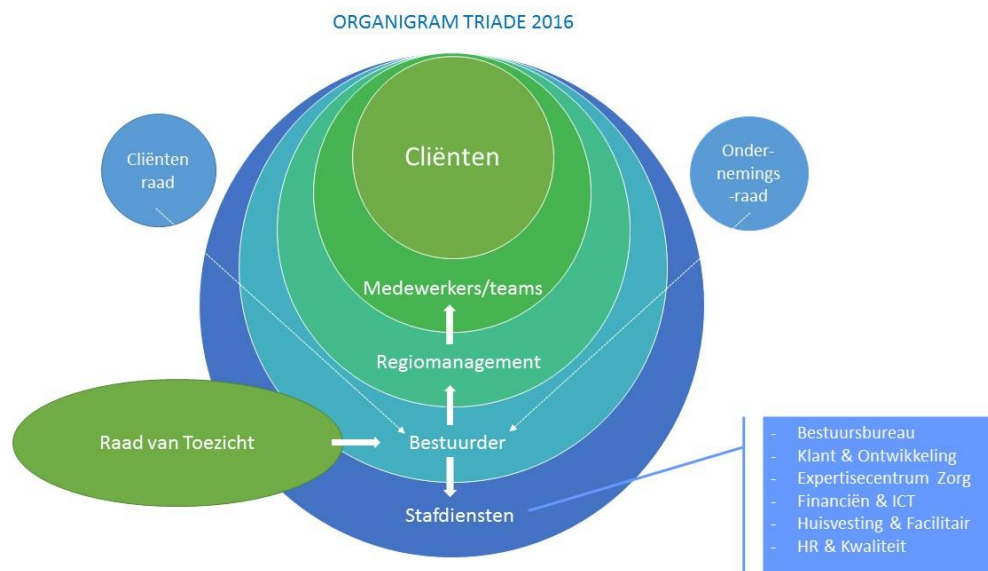 ORGANIGRAM TRIADE 2016
Cliënten
raad
Cliënten
Onder-
nemings
-raad
Medewerkers/teams
Regiomanagement
Raad van Toezicht
Bestuurder
Stafdiensten
- Bestuursbureau
- Klant & Ontwikkeling
- Expertisecentrum Zorg
- Financiën & ICT
- Huisvesting & Facilitair
- HR & Kwaliteit